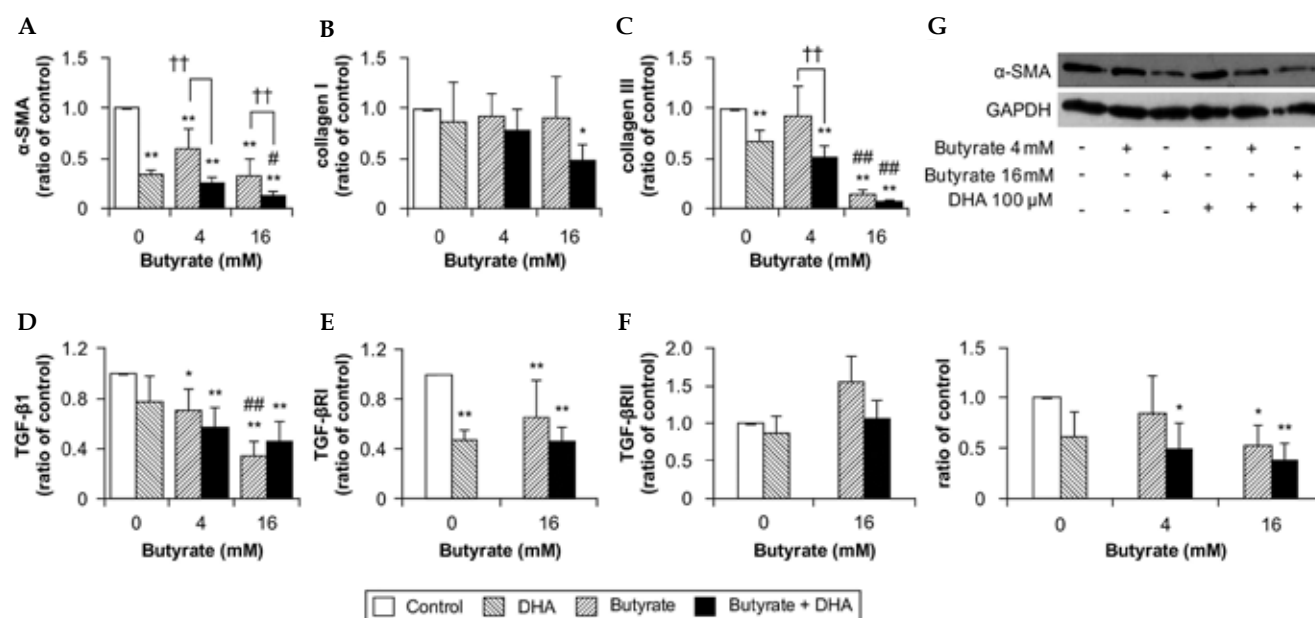 A
α-SMA
(ratio of control)
1.5
1.0
0.5
0
**
††
**
**
††
**
#
**
0 4 16
Butyrate (mM)
B
collagen I
(ratio of control)
1.5
1.0
0.5
0
*
0 4 16
Butyrate (mM)
C
collagen III
(ratio of control)
1.5
1.0
0.5
0
**
††
**
##
**
##
**
0 4 16
Butyrate (mM)
G
α-SMA
GAPDH
Butyrate 4 mM - + - - + -
Butyrate 16 mM - - + - - +
DHA 100 μM - - - + + +
D
TGF-β1
(ratio of control)
1.2
0.8
0.4
0
*
**
##
**
**
0 4 16
Butyrate (mM)
E
TGF-βRI
(ratio of control)
1.2
0.8
0.4
0
**
**
**
0 16
Butyrate (mM)
F
TGF-βRII
(ratio of control)
2.0
1.5
1.0
0.5
0
0 16
Butyrate (mM)
ratio of control
1.5
1.0
0.5
0
*
*
**
0 4 16
Butyrate (mM)
Control DHA Butyrate Butyrate + DHA